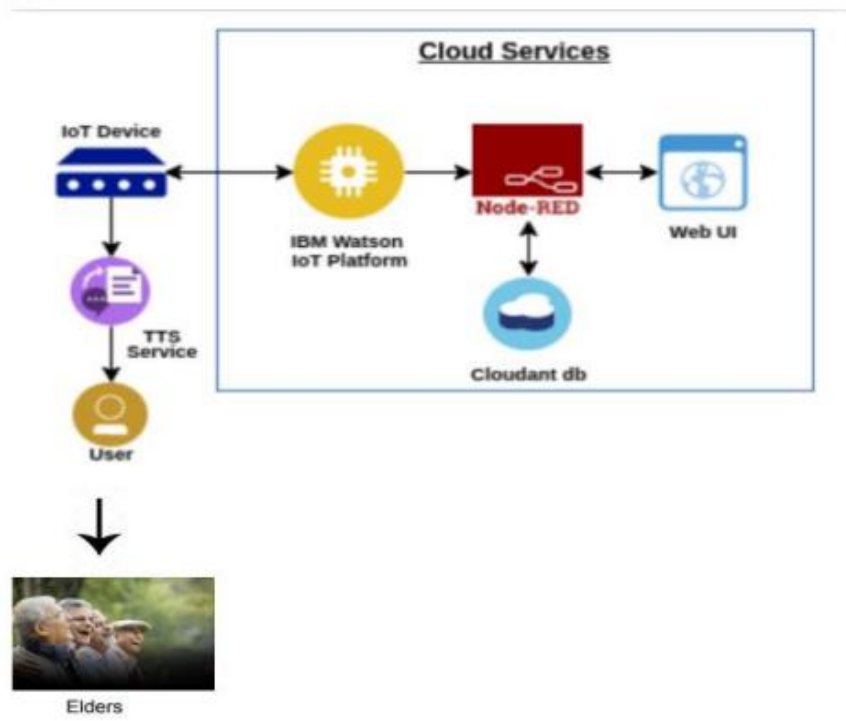 Cloud Services
IoT Device
Node-RED
Web UI
IBM Watson
IoT Platform
TTS
Service
Cloudant db
User
Elders